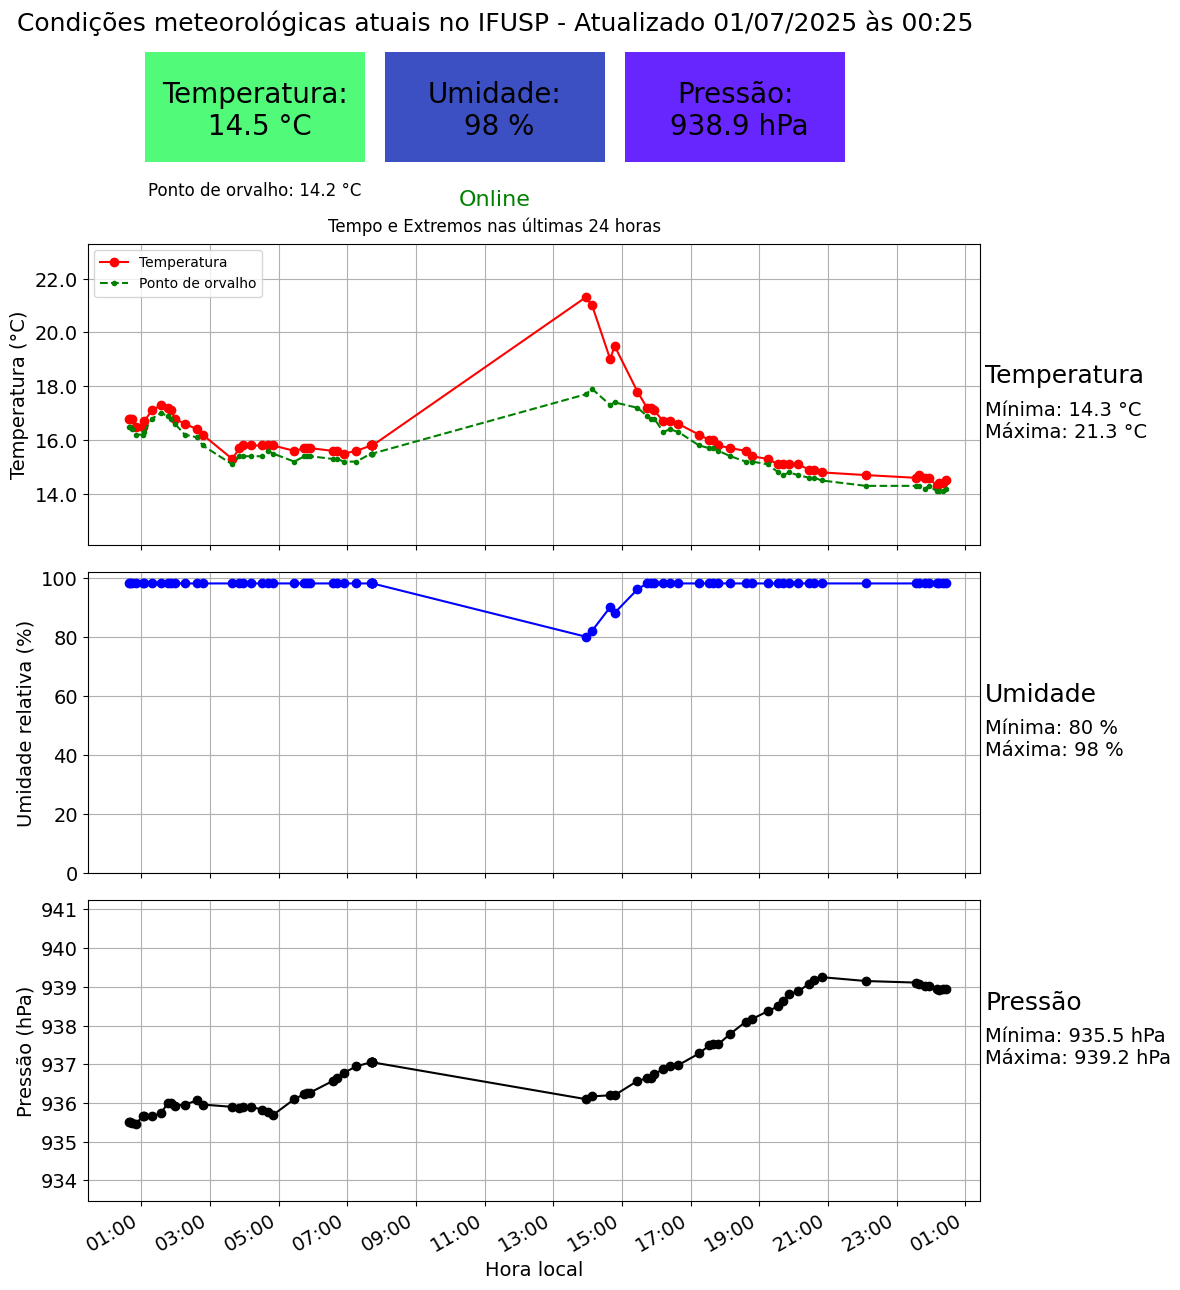 Condições meteorológicas atuais no IFUSP - Atualizado 01/07/2025 às 00:25
Temperatura:
14.5 °C
Umidade:
98 %
Pressão:
938.9 hPa
Ponto de orvalho: 14.2 °C
Online
Tempo e Extremos nas últimas 24 horas
Temperatura
Ponto de orvalho
Temperatura (°C)
22.0
20.0
18.0
16.0
14.0
Temperatura
Mínima: 14.3 °C
Máxima: 21.3 °C
Umidade relativa (%)
100
80
60
40
20
0
Umidade
Mínima: 80 %
Máxima: 98 %
Pressão (hPa)
941
940
939
938
937
936
935
934
Pressão
Mínima: 935.5 hPa
Máxima: 939.2 hPa
01:00 03:00 05:00 07:00 09:00 11:00 13:00 15:00 17:00 19:00 21:00 23:00 01:00
Hora local